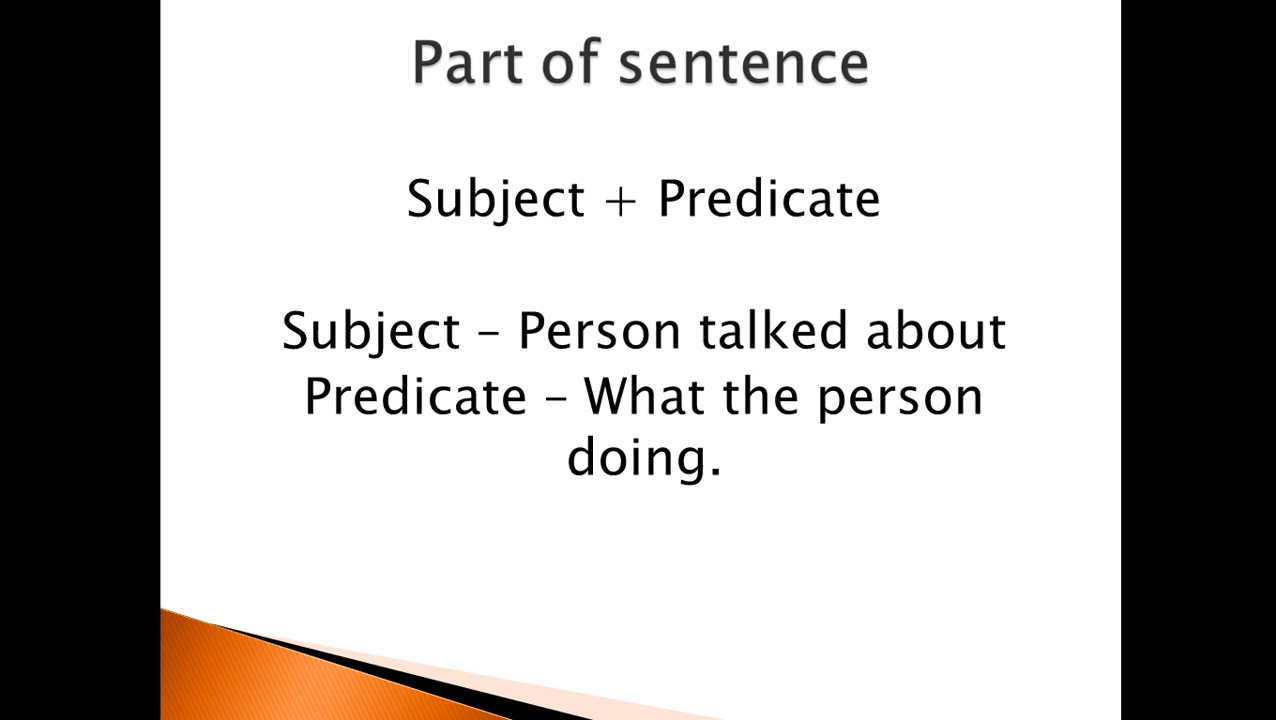 Part of sentence
Subject + Predicate
Subject – Person talked about
Predicate – What the person
doing.